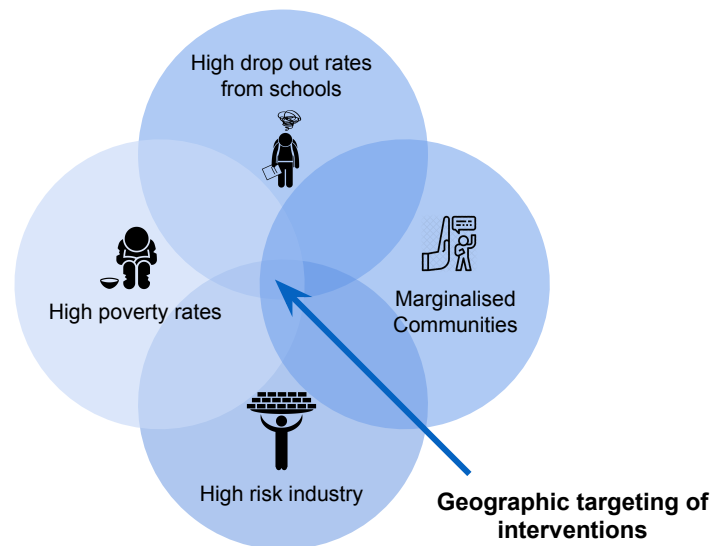 High drop out rates
from schools
High poverty rates
Marginalised
Communities
High risk industry
Geographic targeting of
interventions